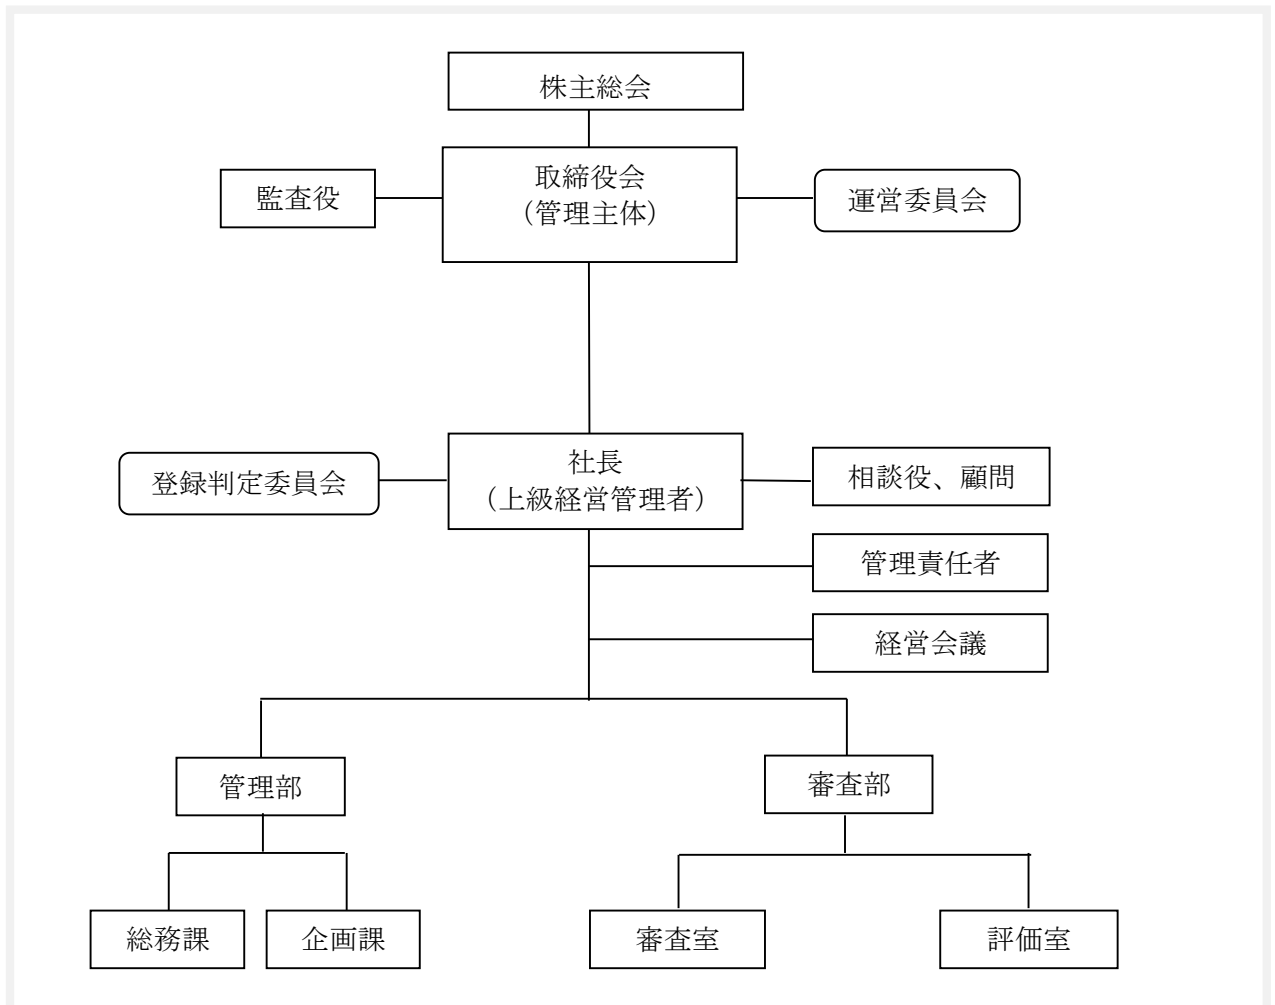 株主総会
監査役
取締役会
（管理主体）
運営委員会
登録判定委員会
社長
（上級経営管理者）
相談役、顧問
管理責任者
経営会議
管理部
審査部
総務課
企画課
審査室
評価室